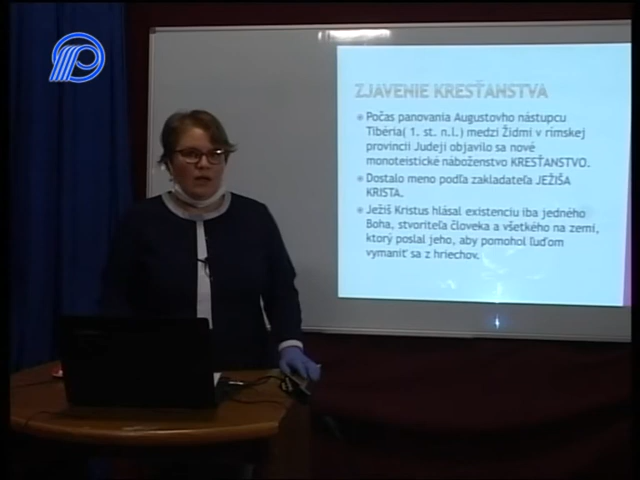 ZJAVENIE KRESŤANSTVA
Počas panovania Augustovho nástupcu
Tibéria( 1. st. n.l.) medzi Židmi v rímskej
provincii Judeji objavilo sa nové
monoteistické náboženstvo KRESŤANSTVO.
Dostalo meno podľa zakladateľa JEŽIŠA
KRISTA.
Ježiš Kristus hlásal existenciu iba jedného
Boha, stvoriteľa človeka a všetkého na zemi,
ktorý poslal jeho, aby pomohol ľuďom
vymaniť sa z hriechov.